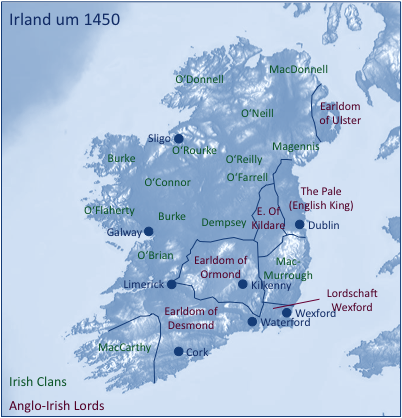 Irland um 1450
MacDonnell
O'Donnell
Earldom
of Ulster
O'Neill
Sligo
Magennis
O'Rourke
Burke
O'Reilly
O'Farrell
O'Connor
The Pale
(English King)
O'Flaherty
Burke
E. Of
Kildare
Dempsey
Dublin
Galway
O'Brian
Earldom of
Ormond
Mac-
Murrough
Limerick
Kilkenny
Lordschaft
Wexford
Earldom of
Desmond
Wexford
Waterford
MacCarthy
Cork
Irish Clans
Anglo-Irish Lords